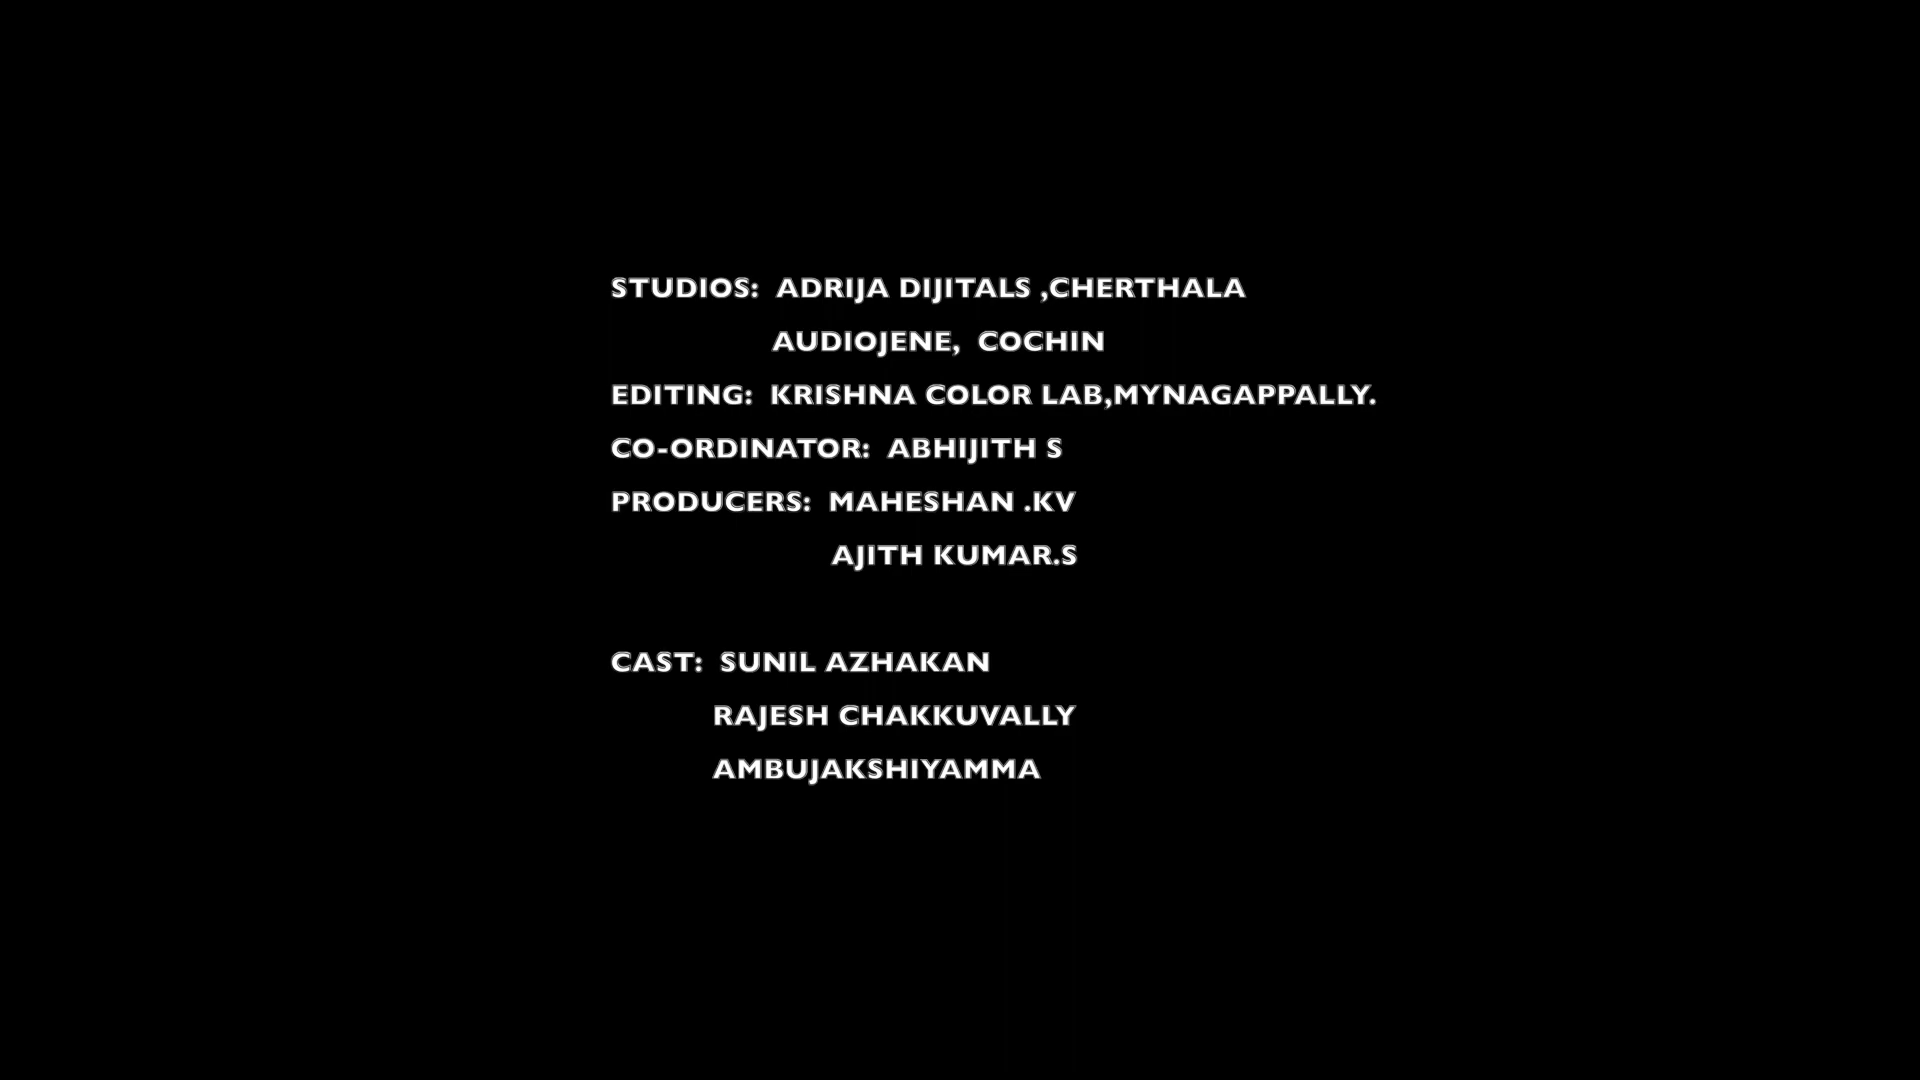 STUDIOS: ADRIJA DIJITALS ,CHERTHALA
AUDIOJENE, COCHIN
EDITING: KRISHNA COLOR LAB,MYNAGAPPALLY.
CO-ORDINATOR: ABHIJITH S
PRODUCERS: MAHESHAN .KV
AJITH KUMAR.S
CAST: SUNIL AZHAKAN
RAJESH CHAKKUVALLY
AMBUJAKSHIYAMMA